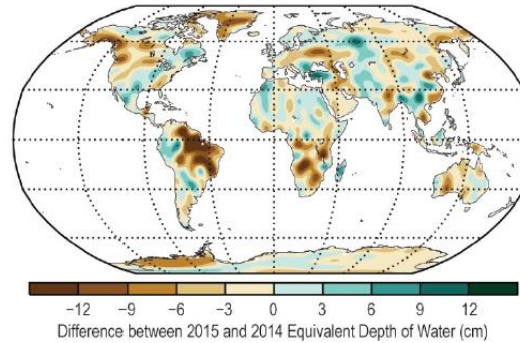 −12 −9 −6 −3 0 3 6 9 12
Difference between 2015 and 2014 Equivalent Depth of Water (cm)